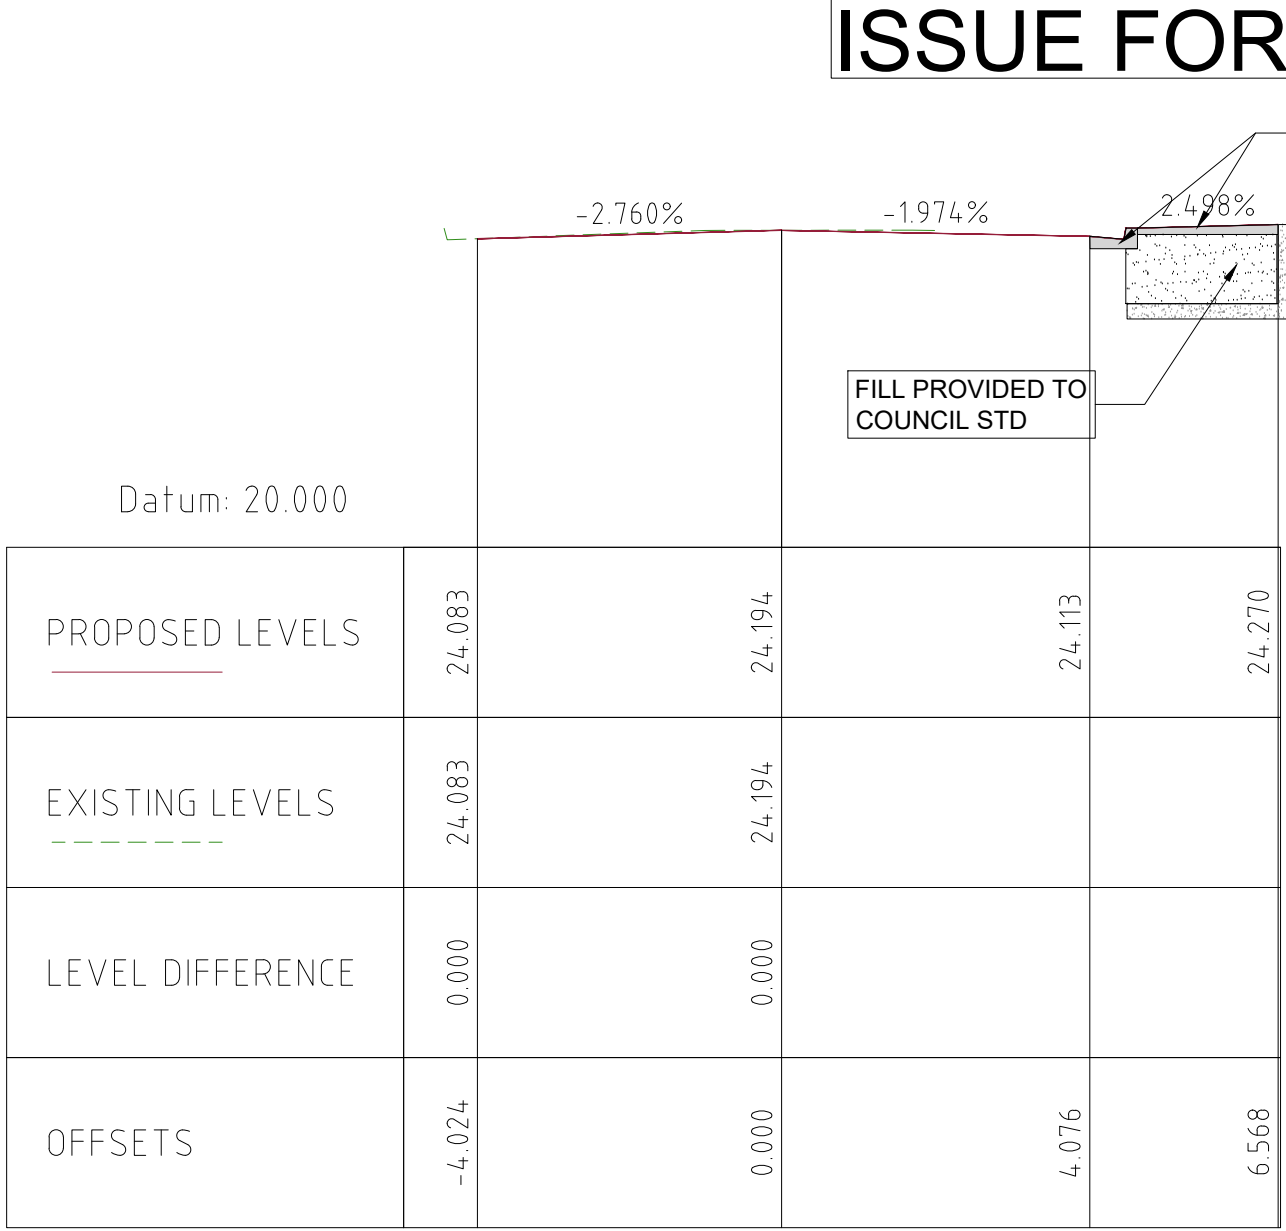 ISSUE FOR
-2.760%
-1.974%
2.498%
FILL PROVIDED TO
COUNCIL STD
Datum: 20.000
PROPOSED LEVELS
24.083
24.194
24.113
24.270
EXISTING LEVELS
24.083
24.194
LEVEL DIFFERENCE
0.000
0.000
OFFSETS
-4.024
0.000
4.076
6.568